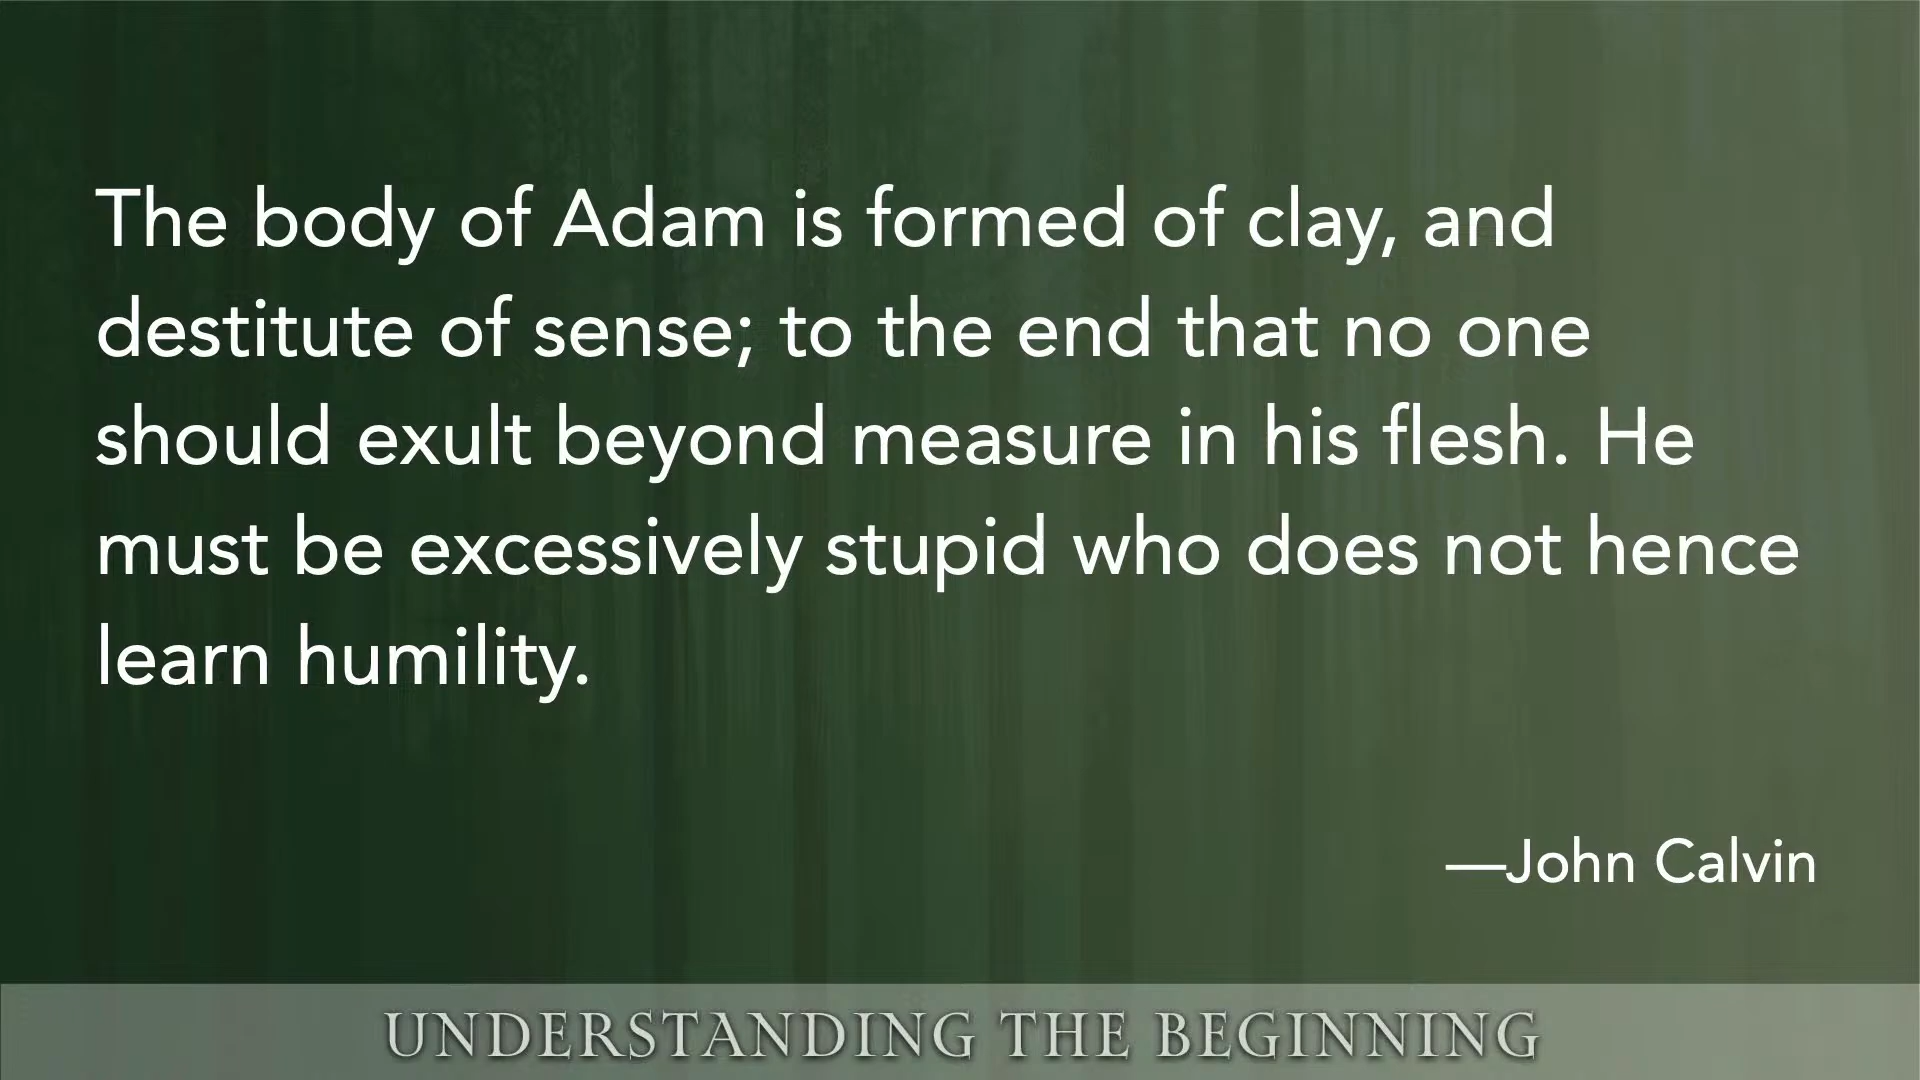 The body of Adam is formed of clay, and
destitute of sense; to the end that no one
should exult beyond measure in his flesh. He
must be excessively stupid who does not hence
learn humility.
—John Calvin
UNDERSTANDING THE BEGINNING